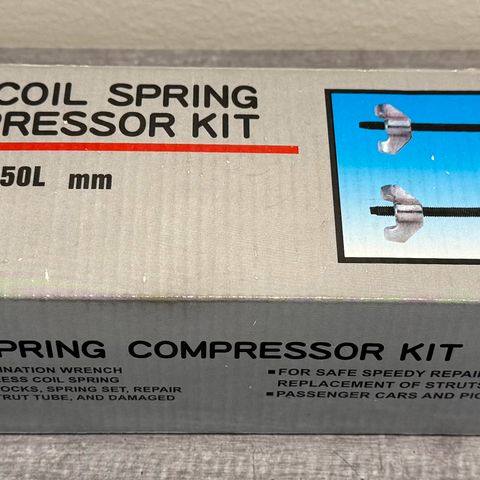 COIL SPRING
PRESSOR KIT
50L mm
PRING COMPRESSOR KIT
INATION WRENCH
ESS COIL SPRING
OCKS, SPRING SET, REPAIR
TRUT TUBE, AND DAMAGED
■FOR SAFE SPEEDY REPAI
REPLACEMENT OF STRUTS
■PASSENGER CARS AND PIC